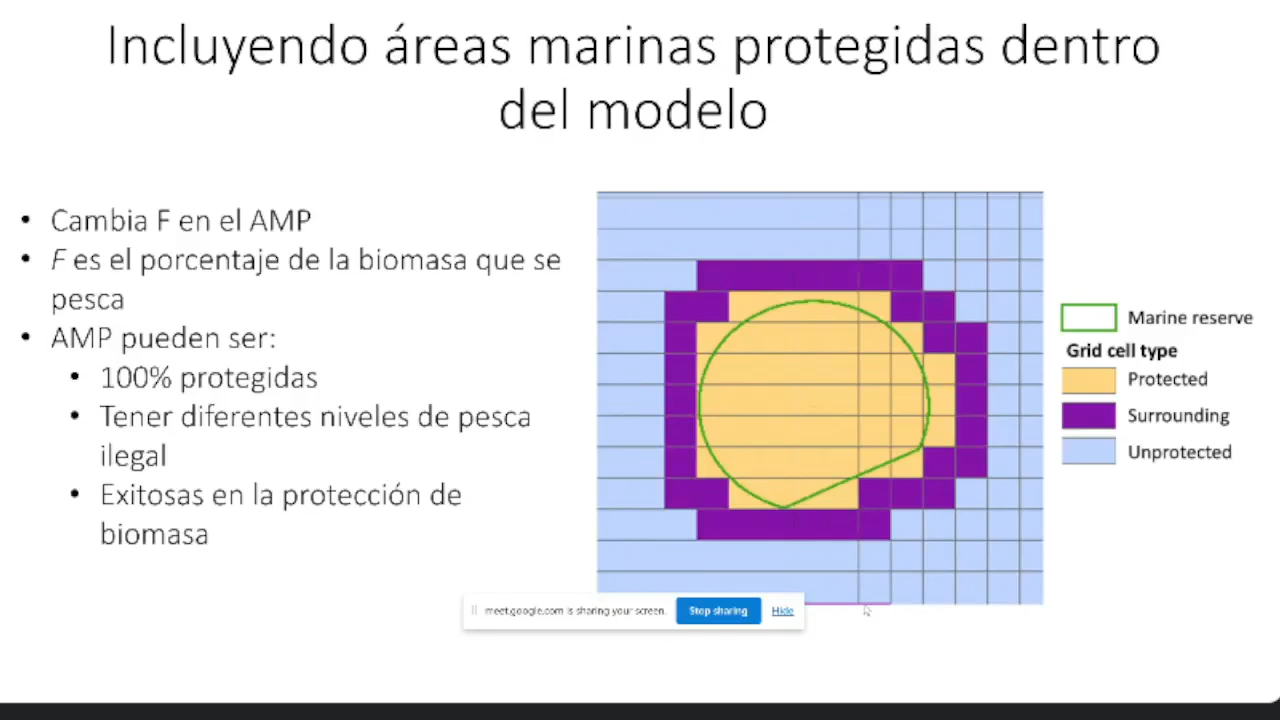 Incluyendo áreas marinas protegidas dentro
del modelo
• Cambia F en el AMP
• F es el porcentaje de la biomasa que se
pesca
• AMP pueden ser:
• 100% protegidas
• Tener diferentes niveles de pesca
ilegal
• Exitosas en la protección de
biomasa
Marine reserve
Grid cell type
Protected
Surrounding
Unprotected
meet.google.com is sharing your screen.
Stop sharing
Hide